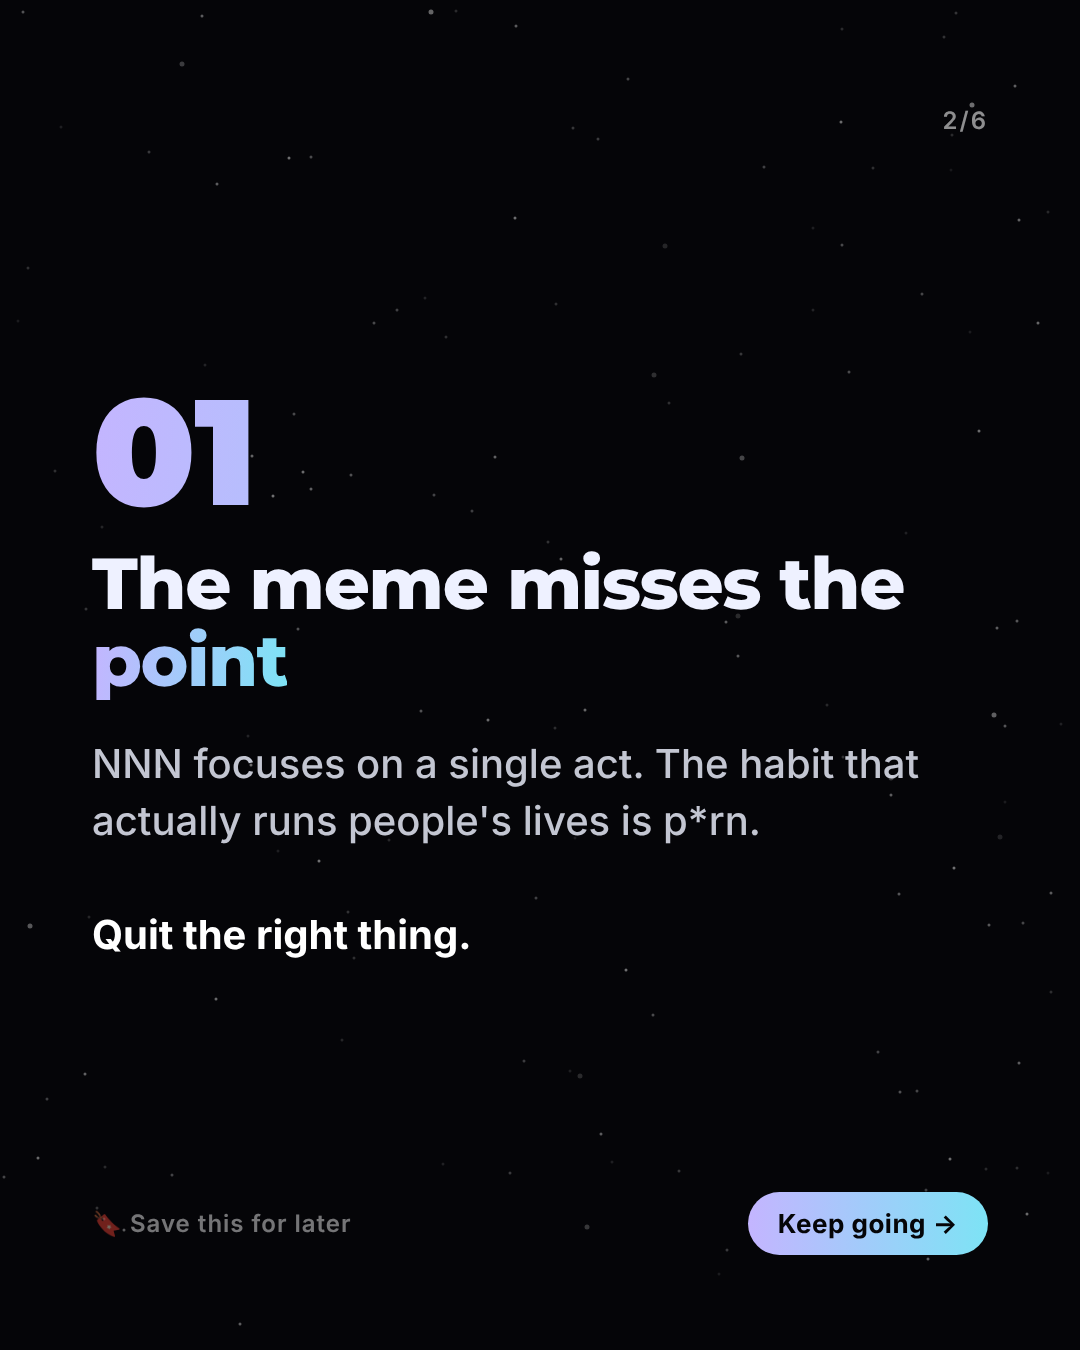 2/6
01
The meme misses the
point
NNN focuses on a single act. The habit that
actually runs people's lives is p*rn.
Quit the right thing.
🔖 Save this for later
Keep going →